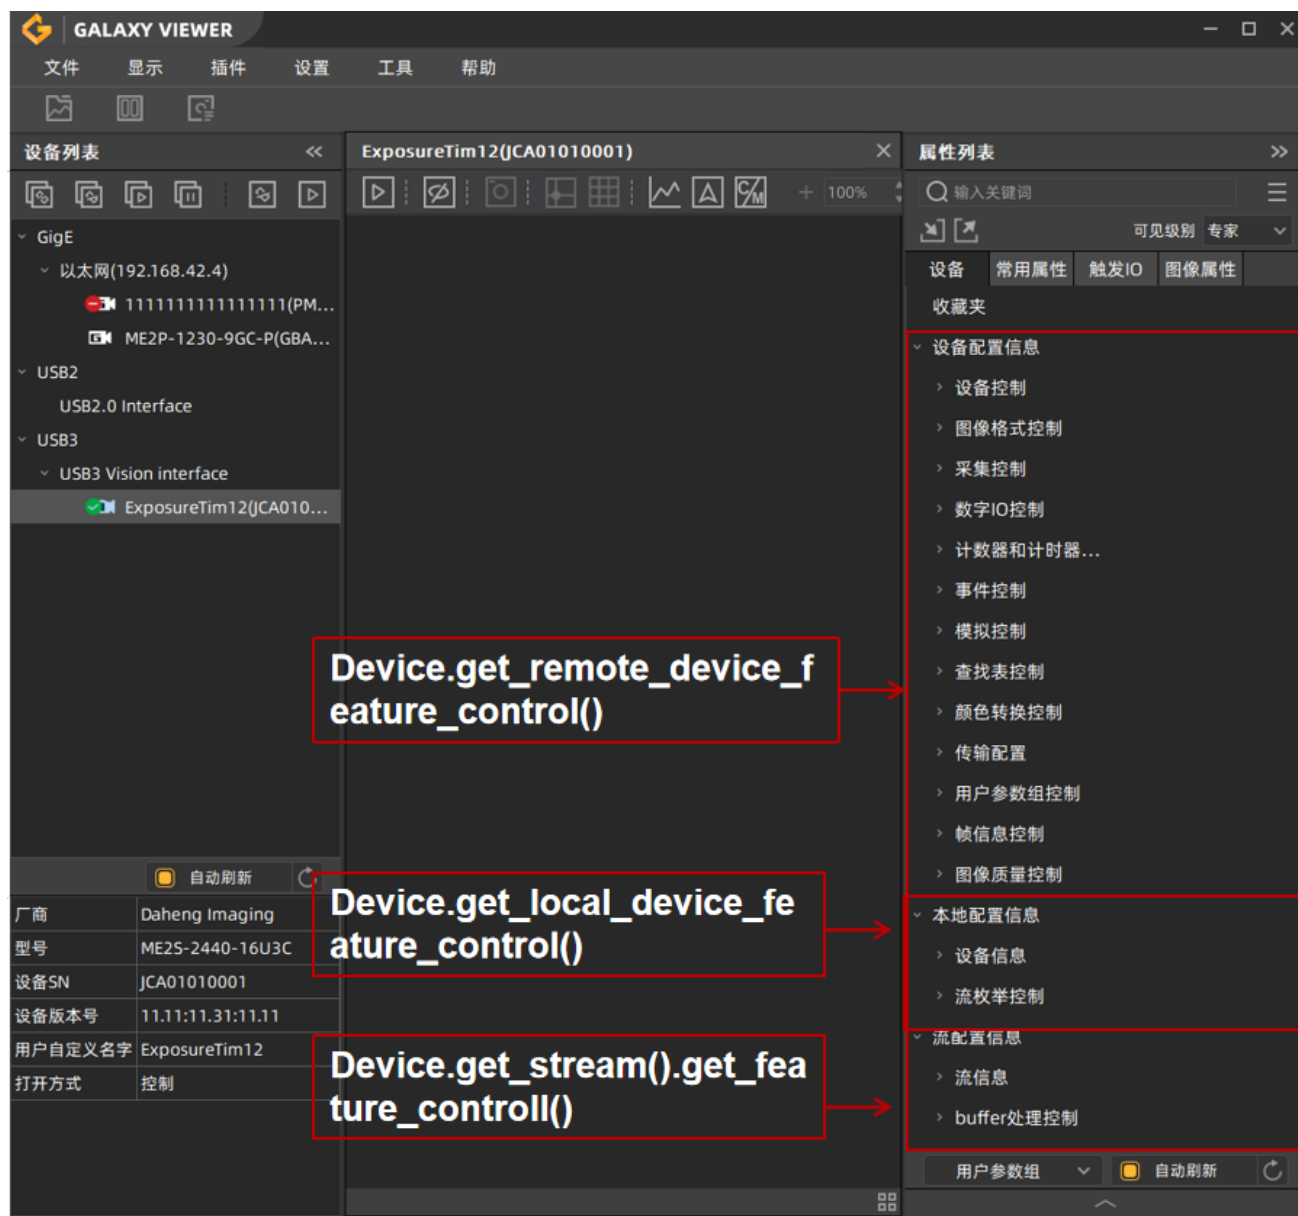 GALAXY VIEWER
文件 显示 插件 设置 工具 帮助
设备列表
GigE
以太网(192.168.42.4)
1111111111111111(PM...
ME2P-1230-9GC-P(GBA...
USB2
USB2.0 Interface
USB3
USB3 Vision interface
ExposureTim12(JCA010...
自动刷新
厂商 Daheng Imaging
型号 ME2S-2440-16U3C
设备SN JCA01010001
设备版本号 11.11:11.31:11.11
用户自定义名字 ExposureTim12
打开方式 控制
ExposureTim12(JCA01010001)
100%
Device.get_remote_device_f
eature_control()
Device.get_local_device_fe
ature_control()
Device.get_stream().get_fea
ture_controll()
属性列表
输入关键词
可见级别 专家
设备 常用属性 触发IO 图像属性
收藏夹
设备配置信息
设备控制
图像格式控制
采集控制
数字IO控制
计数器和计时器...
事件控制
模拟控制
查找表控制
颜色转换控制
传输配置
用户参数组控制
帧信息控制
图像质量控制
本地配置信息
设备信息
流枚举控制
流配置信息
流信息
buffer处理控制
用户参数组 自动刷新